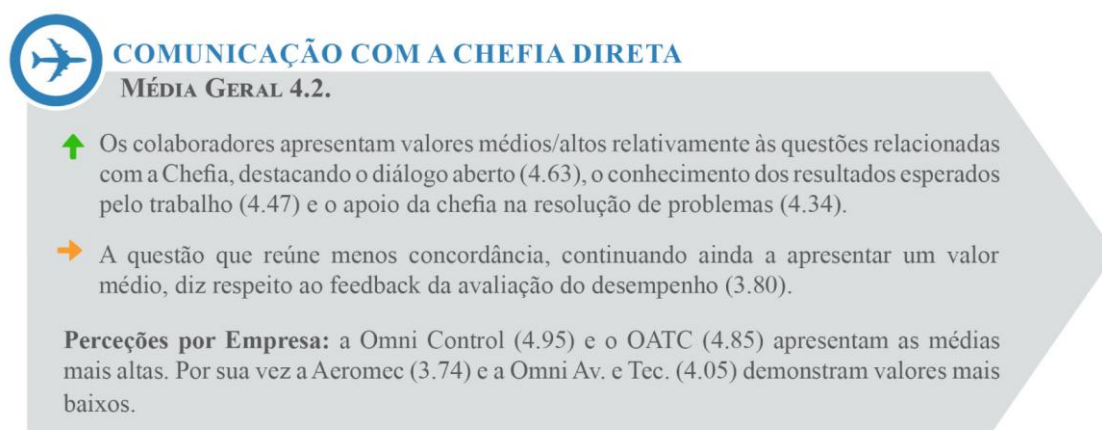 COMUNICAÇÃO COM A CHEFIA DIRETA
MÉDIA GERAL 4.2.
Os colaboradores apresentam valores médios/altos relativamente às questões relacionadas
com a Chefia, destacando o diálogo aberto (4.63), o conhecimento dos resultados esperados
pelo trabalho (4.47) e o apoio da chefia na resolução de problemas (4.34).
A questão que reúne menos concordância, continuando ainda a apresentar um valor
médio, diz respeito ao feedback da avaliação do desempenho (3.80).
Perceções por Empresa: a Omni Control (4.95) e o OATC (4.85) apresentam as médias
mais altas. Por sua vez a Aeromec (3.74) e a Omni Av. e Tec. (4.05) demonstram valores mais
baixos.